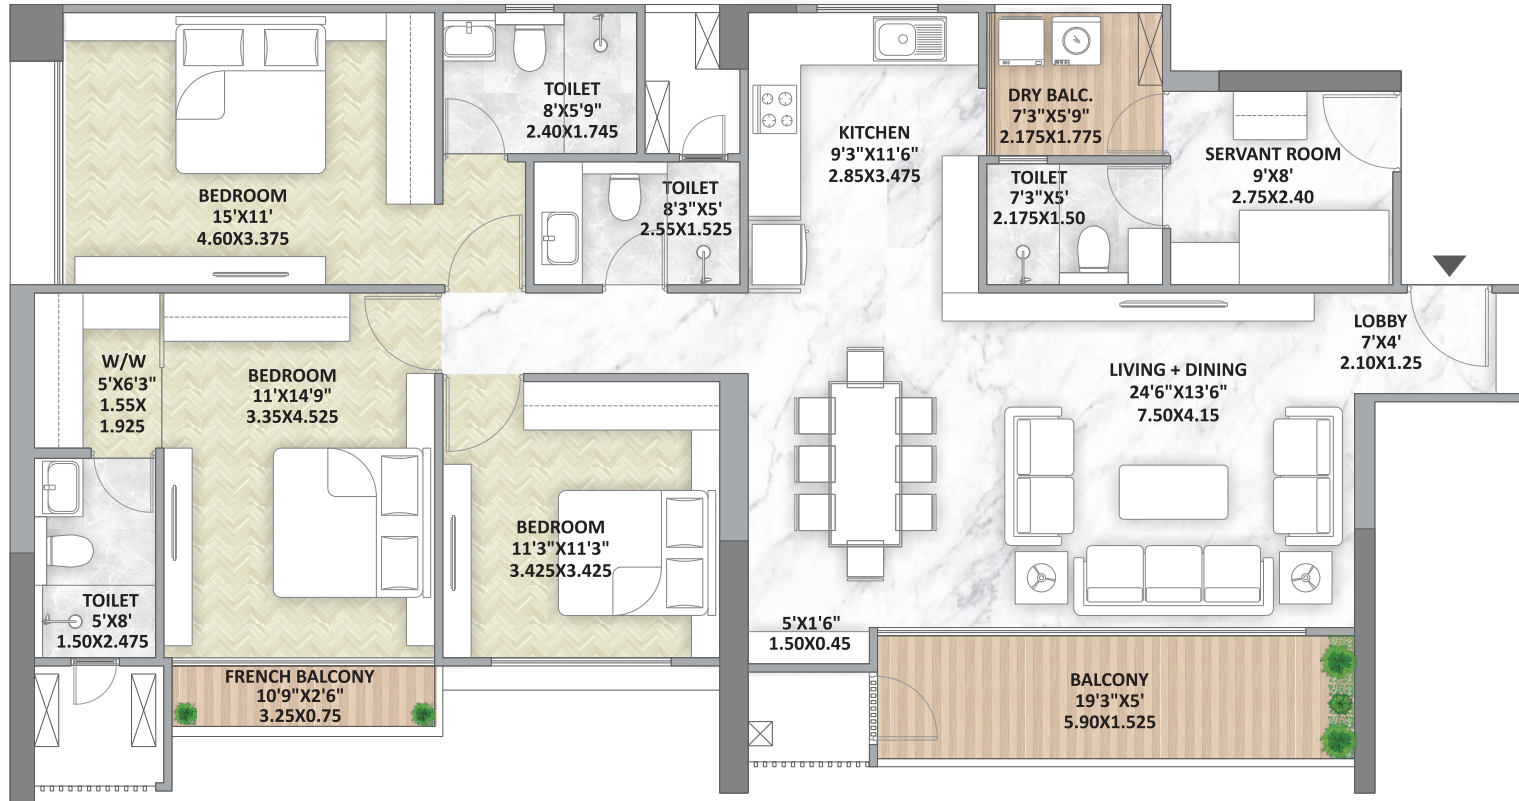 TOILET
8'X5'9"
2.40X1.745
DRY BALC.
7'3"X5'9"
2.175X1.775
KITCHEN
9'3"X11'6"
2.85X3.475
SERVANT ROOM
9'X8'
2.75X2.40
BEDROOM
15'X11'
4.60X3.375
TOILET
8'3"X5'
2.55X1.525
TOILET
7'3"X5'
2.175X1.50
LOBBY
7'X4'
2.10X1.25
W/W
5'X6'3"
1.55X
1.925
BEDROOM
11'X14'9"
3.35X4.525
LIVING + DINING
24'6"X13'6"
7.50X4.15
BEDROOM
11'3"X11'3"
3.425X3.425
TOILET
5'X8'
1.50X2.475
5'X1'6"
1.50X0.45
FRENCH BALCONY
10'9"X2'6"
3.25X0.75
BALCONY
19'3"X5'
5.90X1.525